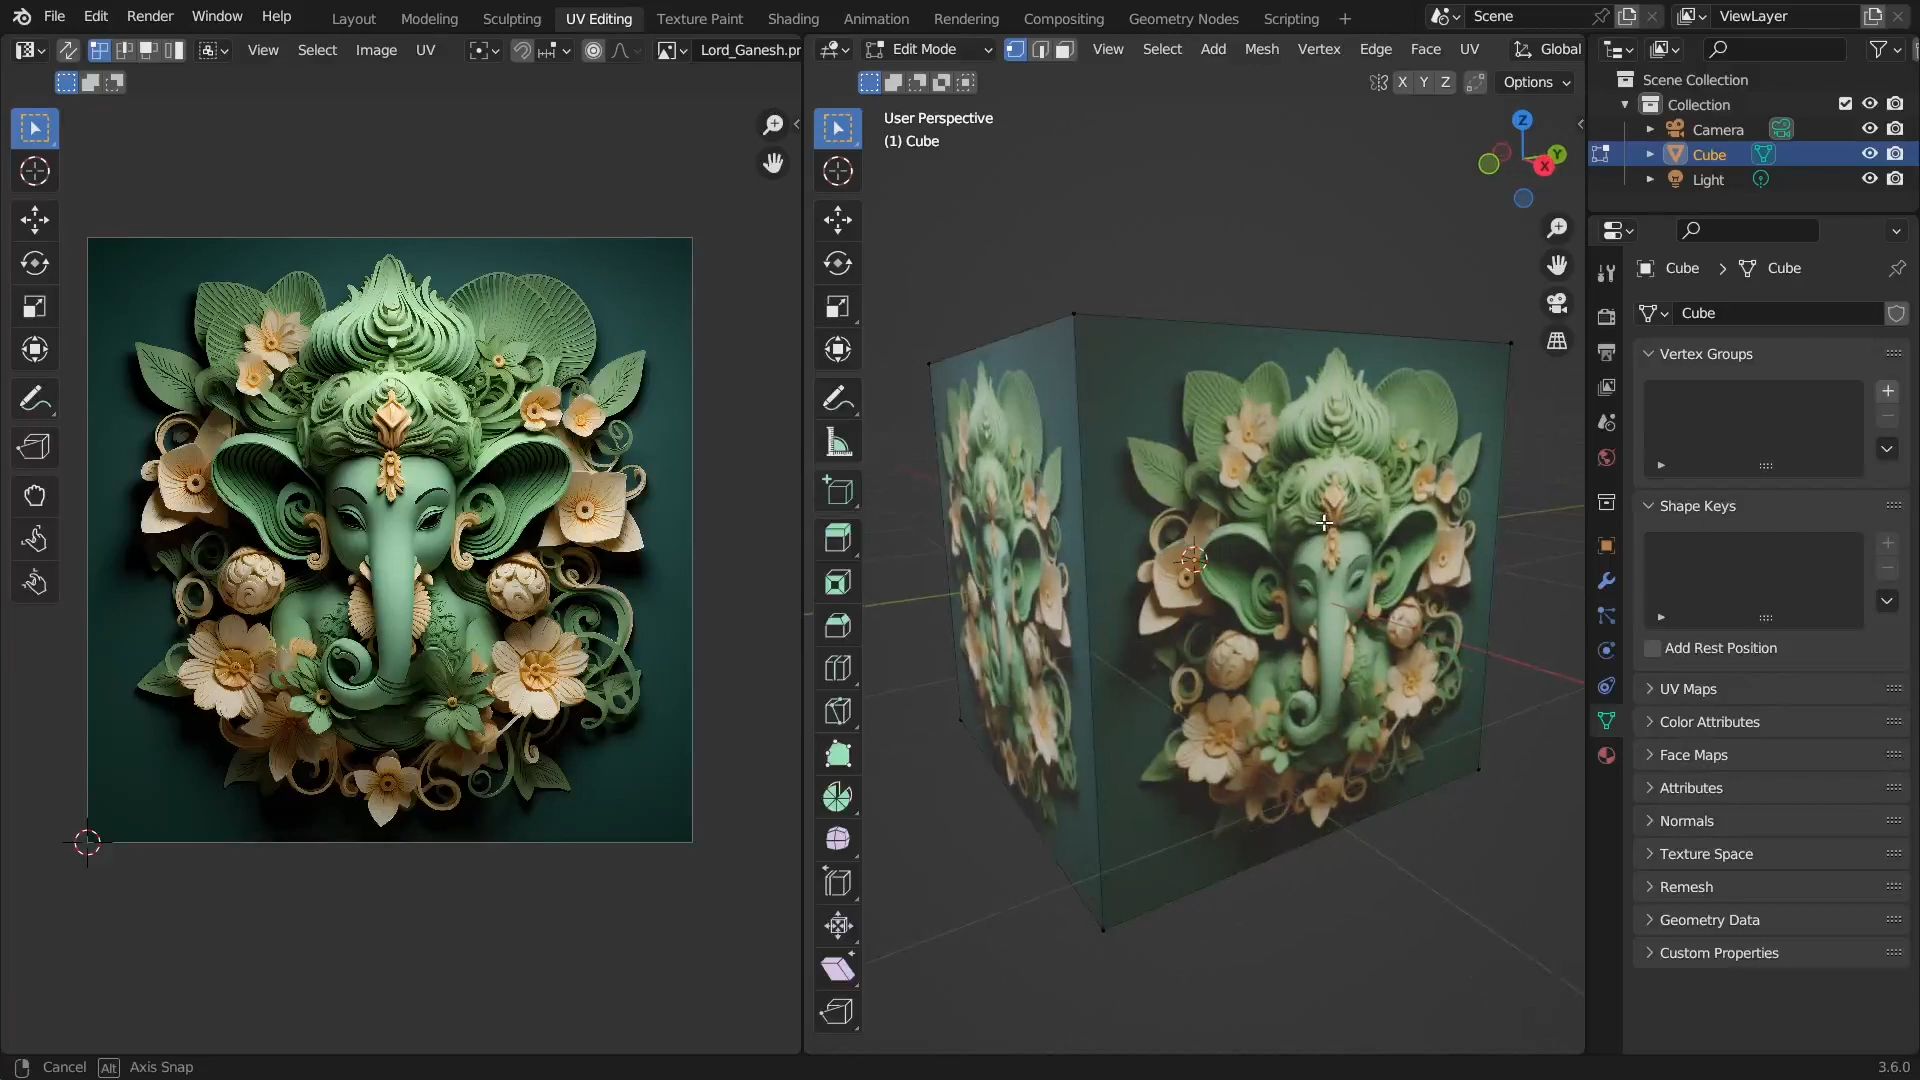 File Edit Render Window Help Layout Modeling Sculpting UV Editing Texture Paint Shading Animation Rendering Compositing Geometry Nodes Scripting + Scene ViewLayer
View Select Image UV Lord_Ganesh.pr Edit Mode View Select Add Mesh Vertex Edge Face UV Global
X Y Z Options
User Perspective
(1) Cube
Z
Y
X
Scene Collection
Collection
Camera
Cube
Light
Cube Cube
Cube
Vertex Groups
Shape Keys
Add Rest Position
UV Maps
Color Attributes
Face Maps
Attributes
Normals
Texture Space
Remesh
Geometry Data
Custom Properties
Cancel Alt Axis Snap 3.6.0